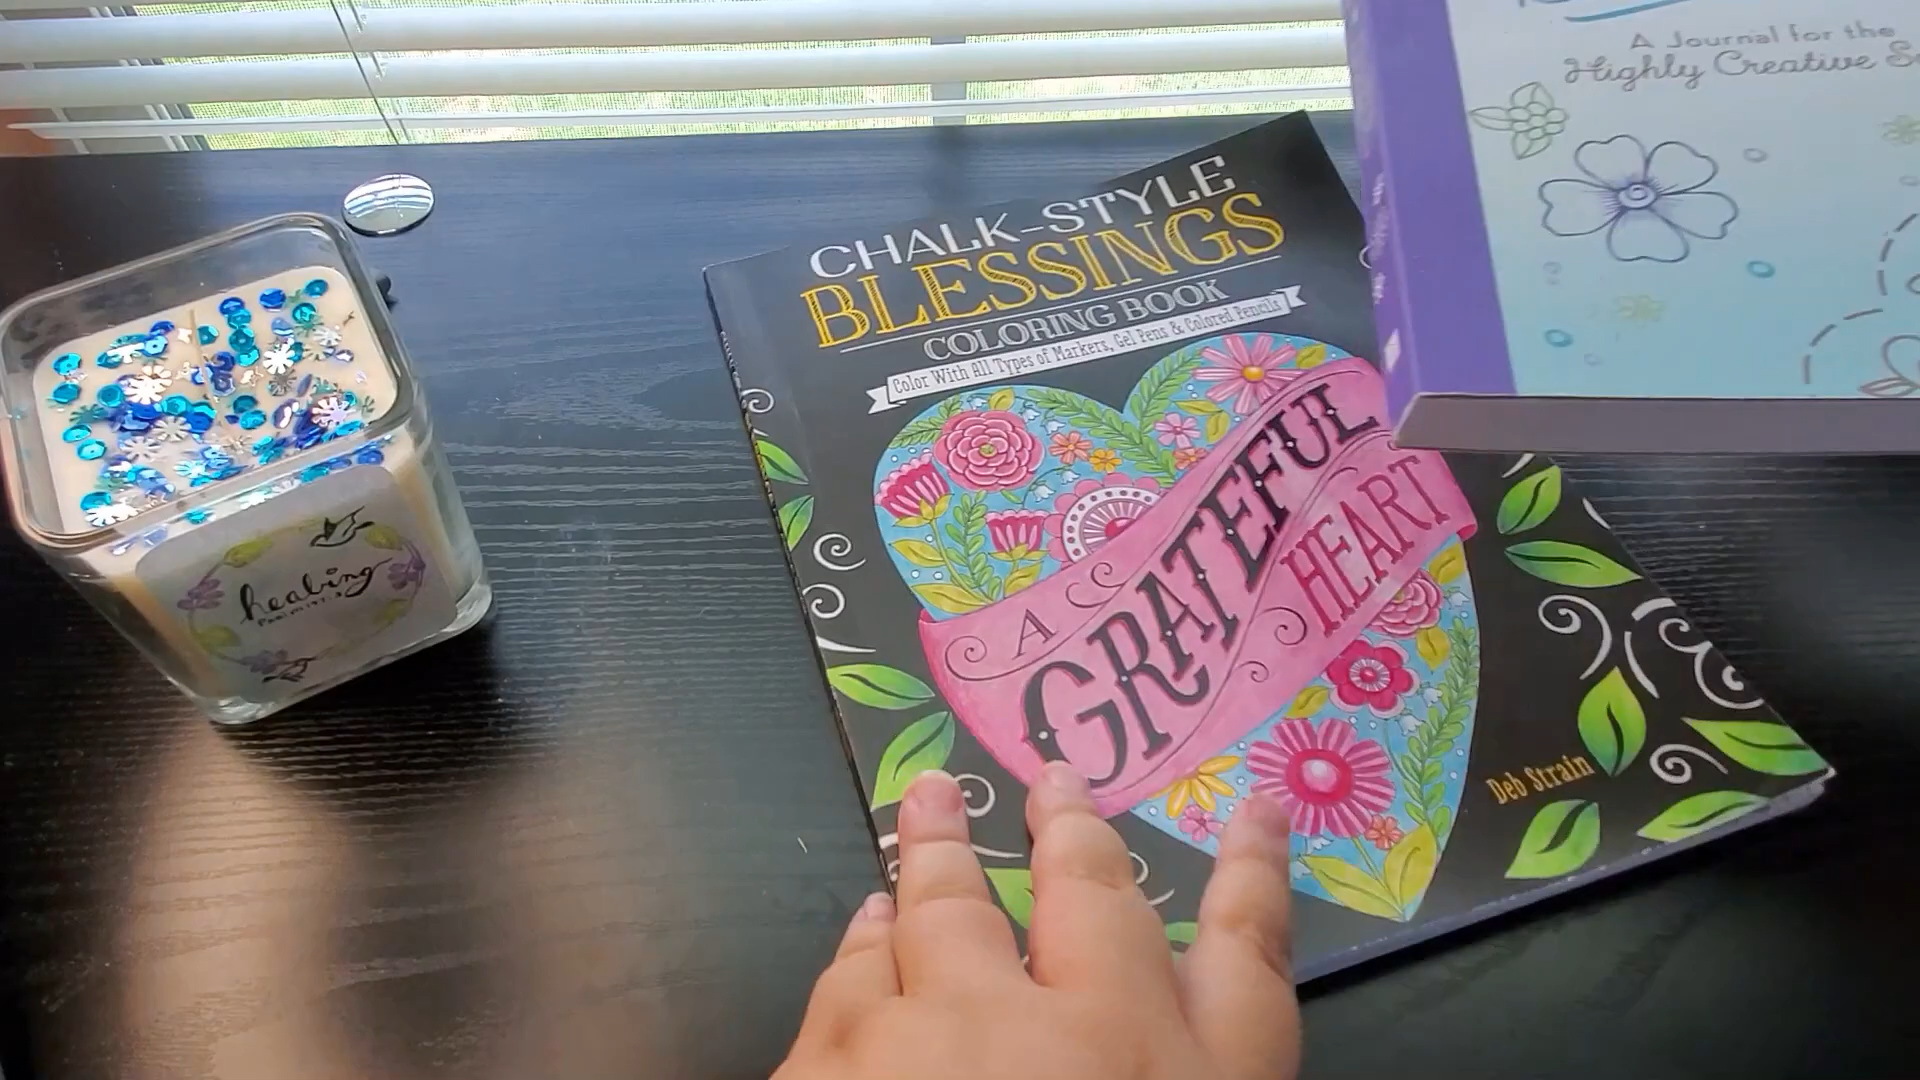 CHALK-STYLE
BLESSINGS
COLORING BOOK
Color With All Types of Markers, Gel Pens & Colored Pencils
A
GRATEFUL
HEART
Deb Strain
A Journal for the
Highly Creative
healing